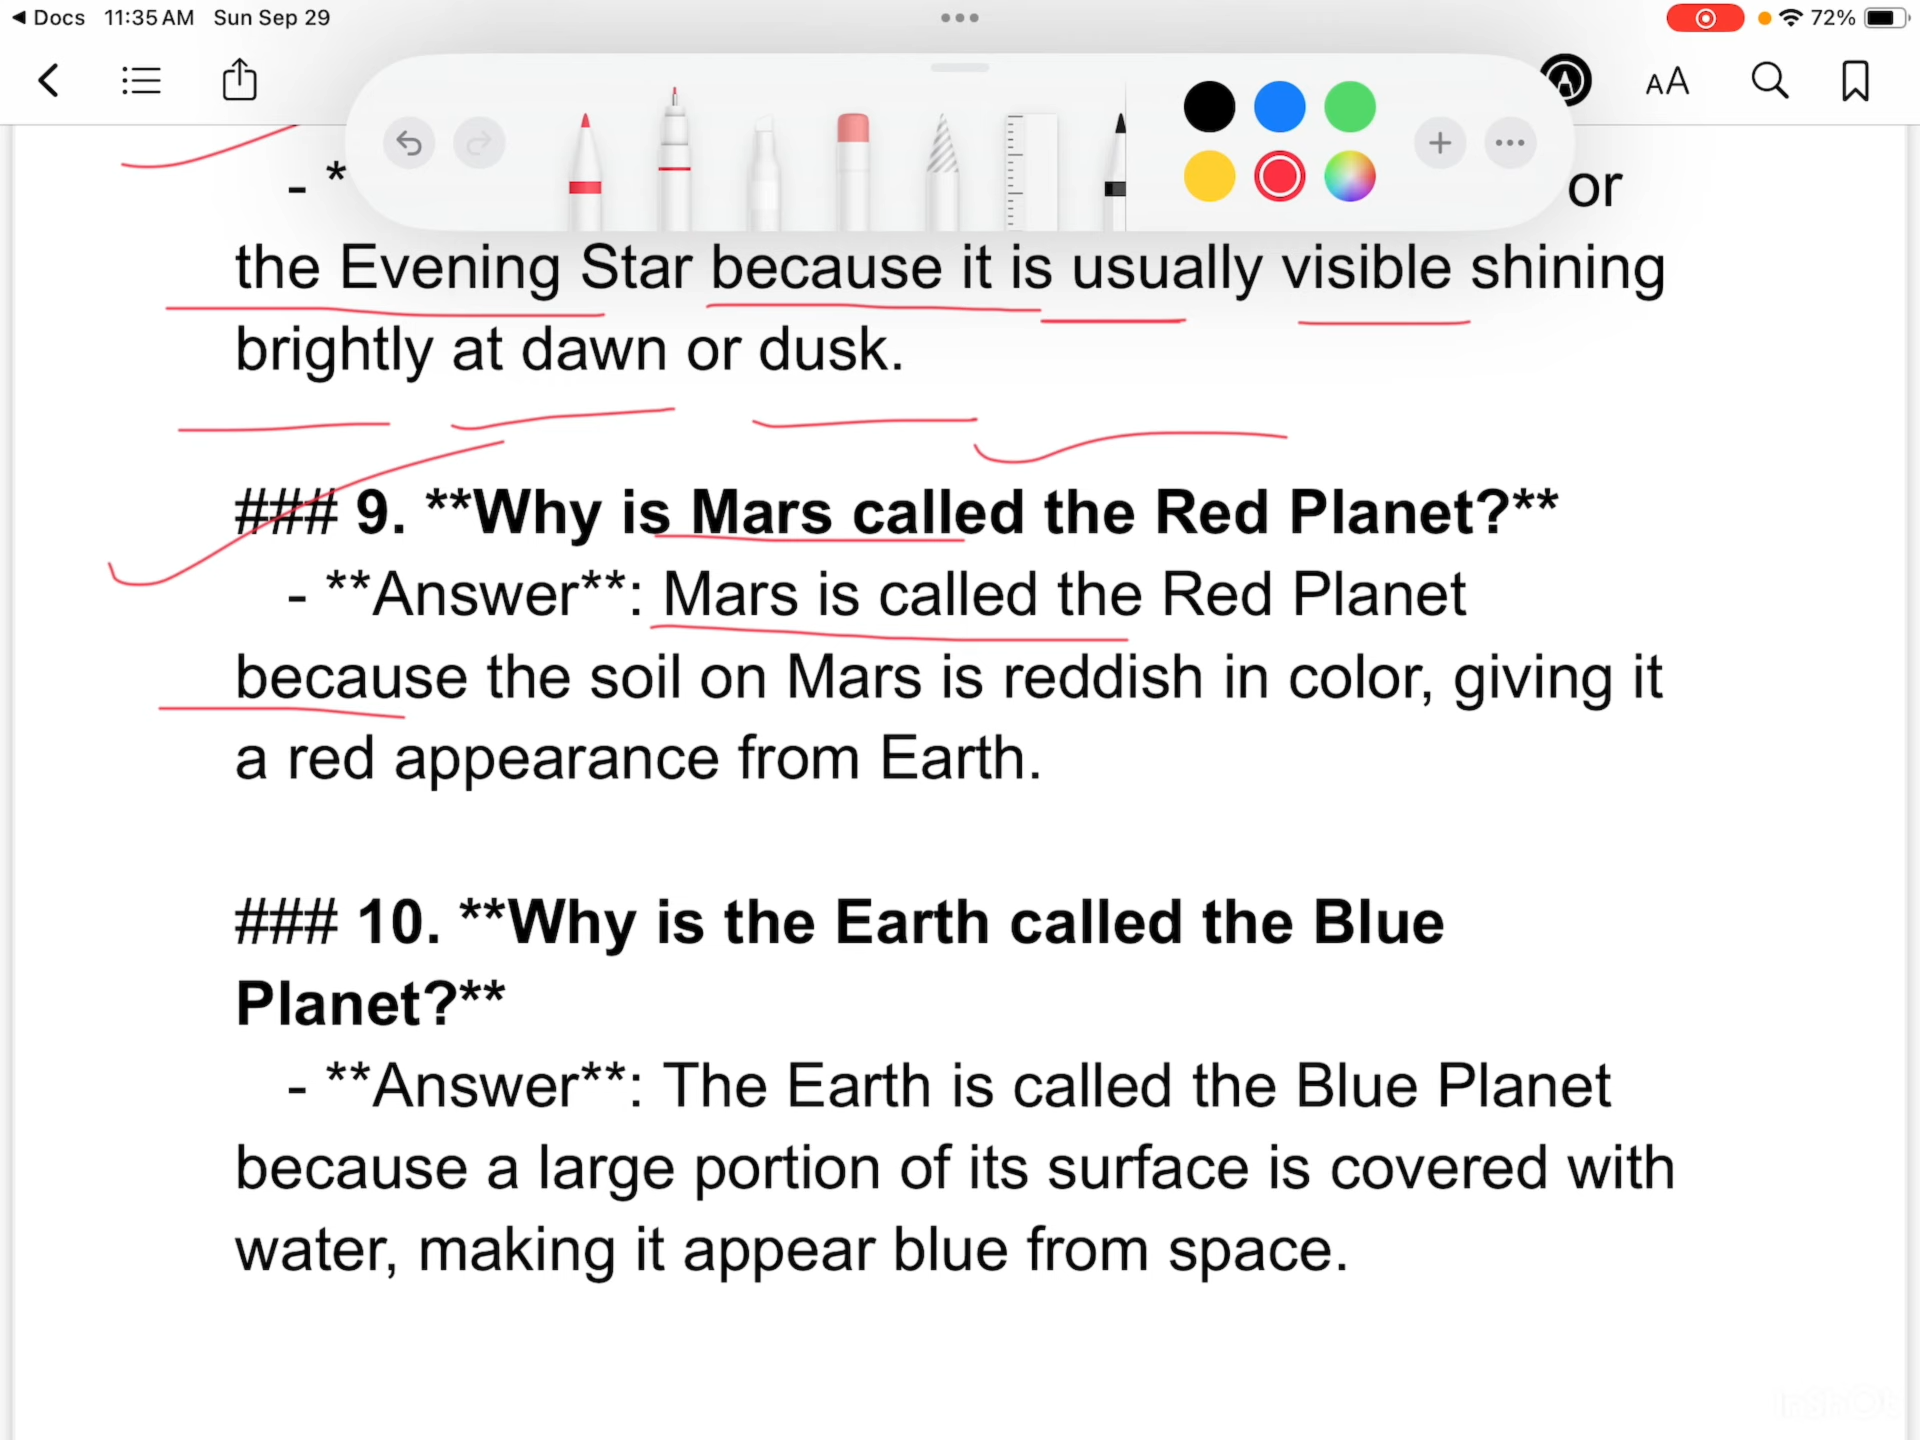 Docs 11:35 AM Sun Sep 29 72%
AA
- * or
the Evening Star because it is usually visible shining
brightly at dawn or dusk.
### 9. **Why is Mars called the Red Planet?**
- **Answer**: Mars is called the Red Planet
because the soil on Mars is reddish in color, giving it
a red appearance from Earth.
### 10. **Why is the Earth called the Blue
Planet?**
- **Answer**: The Earth is called the Blue Planet
because a large portion of its surface is covered with
water, making it appear blue from space.